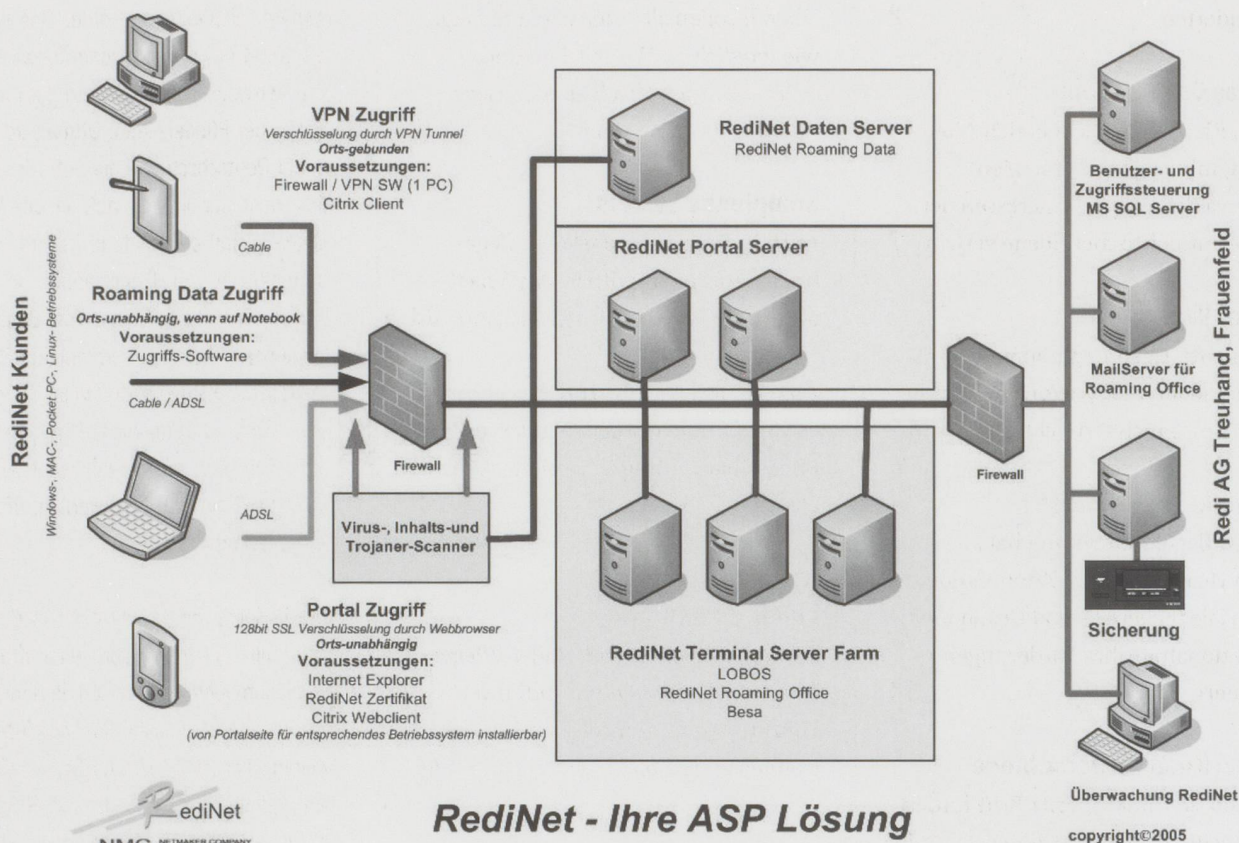 RediNet Kunden
Windows-, MAC-, Pocket PC-, Linux- Betriebssysteme
VPN Zugriff
Verschlüsselung durch VPN Tunnel
Orts-gebunden
Voraussetzungen:
Firewall / VPN SW (1 PC)
Citrix Client
Cable
Roaming Data Zugriff
Orts-unabhängig, wenn auf Notebook
Voraussetzungen:
Zugriffs-Software
Cable / ADSL
ADSL
Firewall
Virus-, Inhalts-und
Trojaner-Scanner
Portal Zugriff
128bit SSL Verschlüsselung durch Webbrowser
Orts-unabhängig
Voraussetzungen:
Internet Explorer
RediNet Zertifikat
Citrix Webclient
(von Portalseite für entsprechendes Betriebssystem installierbar)
RediNet Daten Server
RediNet Roaming Data
RediNet Portal Server
RediNet Terminal Server Farm
LOBOS
RediNet Roaming Office
Besa
Firewall
Benutzer- und
Zugriffssteuerung
MS SQL Server
MailServer für
Roaming Office
Sicherung
Überwachung RediNet
Redi AG Treuhand, Frauenfeld
RediNet
NMC NETMAKER COMPANY
RediNet - Ihre ASP Lösung
copyright©2005